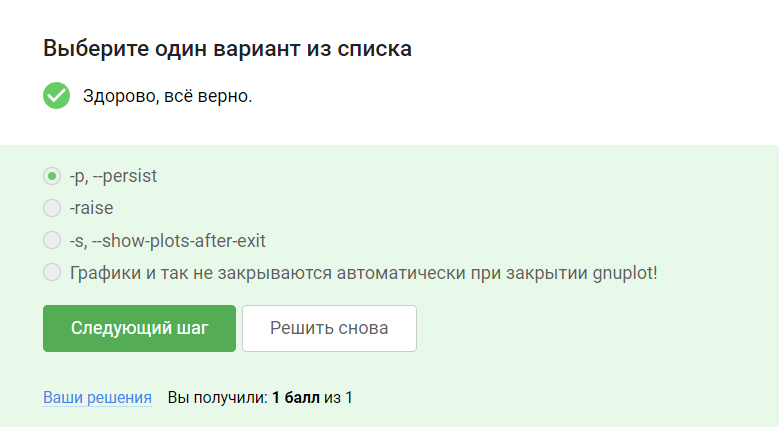 Выберите один вариант из списка
Здорово, всё верно.
-p, --persist
-raise
-s, --show-plots-after-exit
Графики и так не закрываются автоматически при закрытии gnuplot!
Следующий шаг
Решить снова
Ваши решения Вы получили: 1 балл из 1